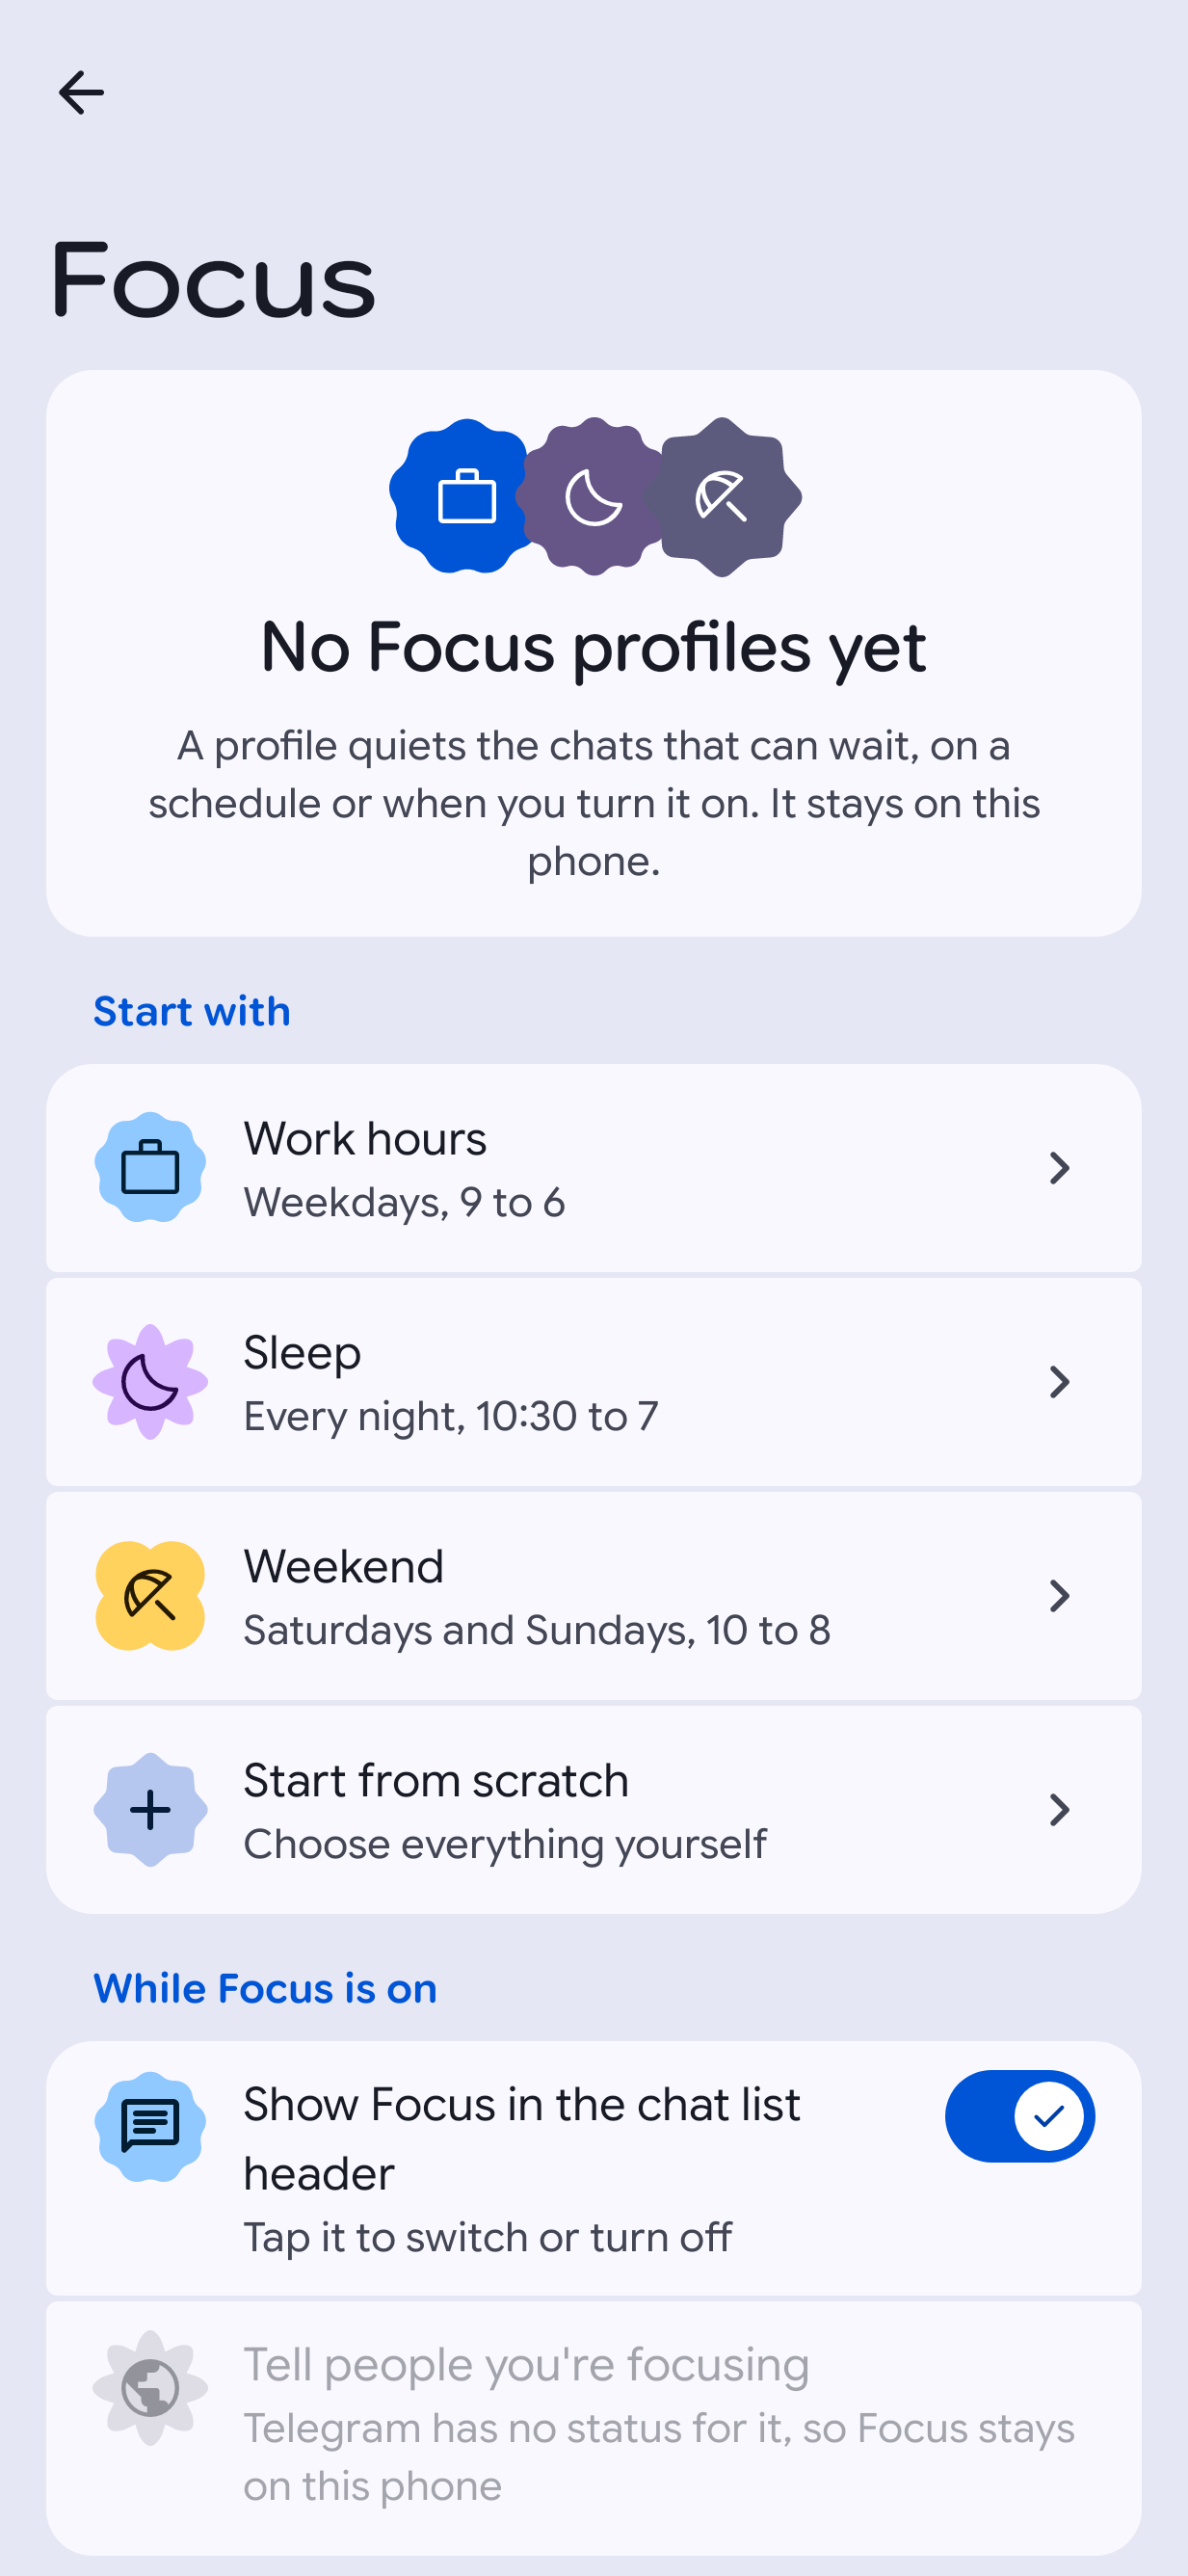 Focus
No Focus profiles yet
A profile quiets the chats that can wait, on a
schedule or when you turn it on. It stays on this
phone.
Start with
Work hours
Weekdays, 9 to 6
Sleep
Every night, 10:30 to 7
Weekend
Saturdays and Sundays, 10 to 8
Start from scratch
Choose everything yourself
While Focus is on
Show Focus in the chat list
header
Tap it to switch or turn off
Tell people you're focusing
Telegram has no status for it, so Focus stays
on this phone